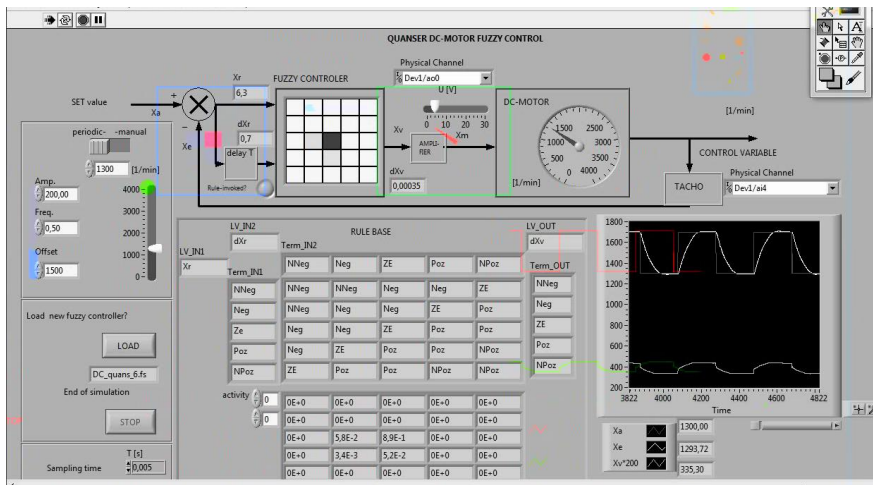 QUANSER DC-MOTOR FUZZY CONTROL
Physical Channel
Dev1/ao0
Xr
6,3
FUZZY CONTROLER
U [V]
0 10 20 30
DC-MOTOR
SET value
+
Xa
-
Xe
dXr
0,7
delay T
Rule-invoked?
Xv
AMPLI-
FIER
Xm
dXv
0,00035
[1/min]
0 500 1000 1500 2500 3000 3500 4000
[1/min]
CONTROL VARIABLE
TACHO
Physical Channel
Dev1/ai4
periodic- -manual
1300 [1/min]
Amp.
200,00
Freq.
0,50
Offset
1500
4000
3000
2000
1000
0
LV_IN2
dXr
RULE BASE
LV_OUT
dXv
LV_IN1
Xr
Term_IN2
Term_IN1
Term_OUT
NNeg Neg ZE Poz NPoz
NNeg NNeg NNeg Neg Neg ZE NNeg
Neg NNeg Neg Neg ZE Poz Neg
Ze Neg Neg ZE Poz Poz ZE
Poz Neg ZE Poz Poz NPoz Poz
NPoz ZE Poz Poz NPoz NPoz NPoz
activity 0 0
0E+0 0E+0 0E+0 0E+0 0E+0
0E+0 0E+0 0E+0 0E+0 0E+0
0E+0 5,8E-2 8,9E-1 0E+0 0E+0
0E+0 3,4E-3 5,2E-2 0E+0 0E+0
0E+0 0E+0 0E+0 0E+0 0E+0
Load new fuzzy controller?
LOAD
DC_quans_6.fs
End of simulation
STOP
T [s]
Sampling time 0,005
1800
1600
1400
1200
1000
800
600
400
200
3822 4000 4200 4400 4600 4822
Time
Xa 1300,00
Xe 1293,72
Xv*200 335,30